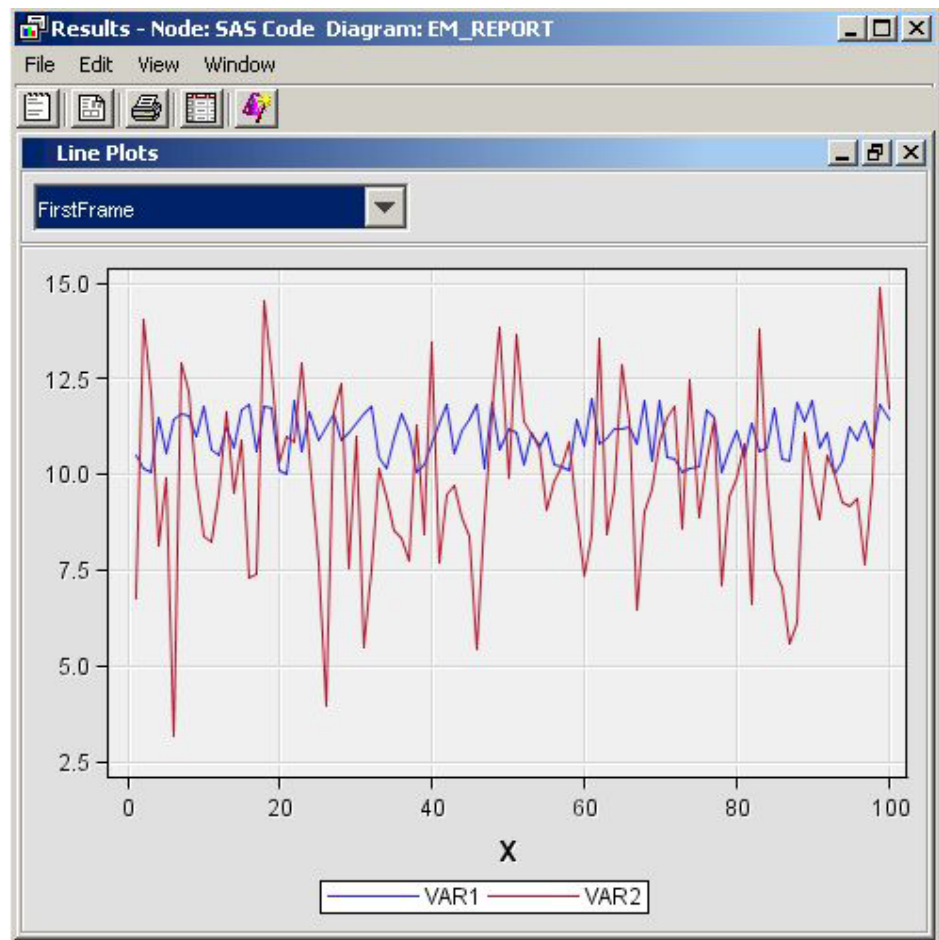 Results - Node: SAS Code Diagram: EM_REPORT
File Edit View Window
Line Plots
FirstFrame
15.0
12.5
10.0
7.5
5.0
2.5
0 20 40 60 80 100
X
VAR1 VAR2